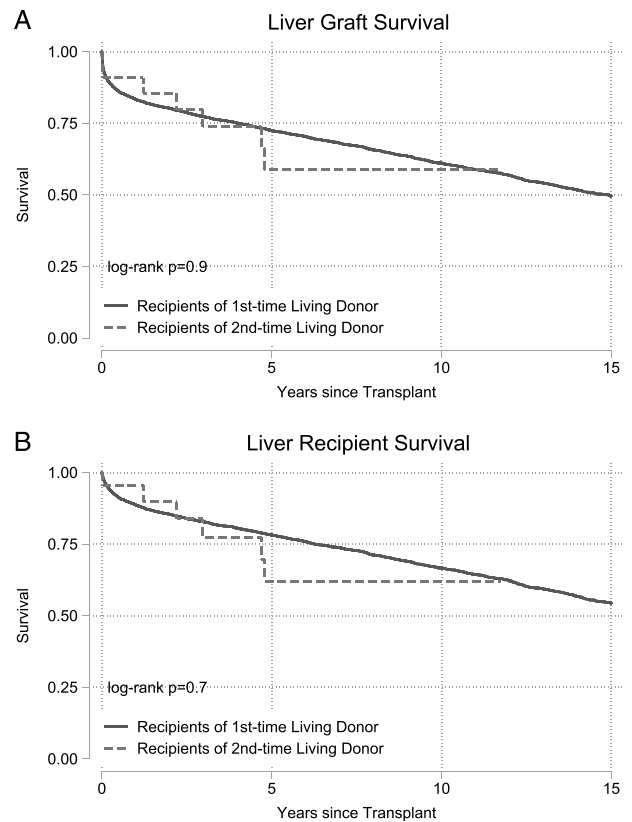 A
Liver Graft Survival
1.00
0.75
0.50
0.25
0.00
Survival
log-rank p=0.9
Recipients of 1st-time Living Donor
Recipients of 2nd-time Living Donor
0 5 10 15
Years since Transplant
B
Liver Recipient Survival
1.00
0.75
0.50
0.25
0.00
Survival
log-rank p=0.7
Recipients of 1st-time Living Donor
Recipients of 2nd-time Living Donor
0 5 10 15
Years since Transplant